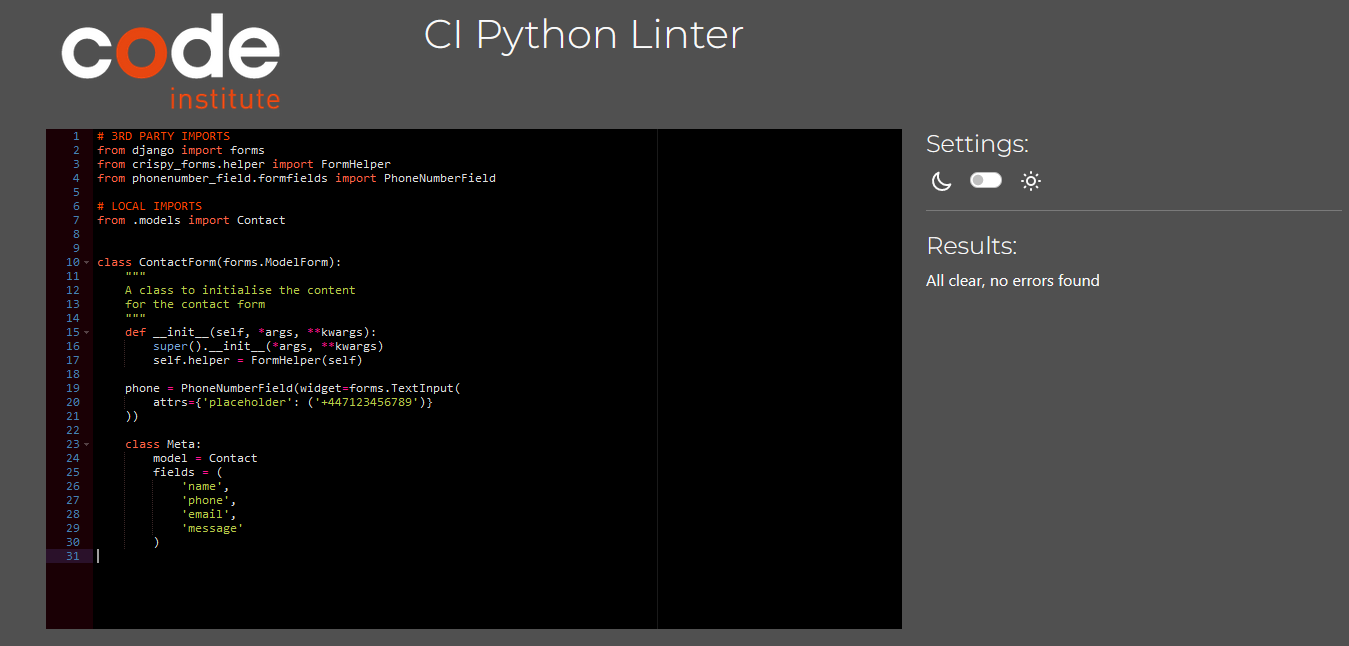 code
institute
CI Python Linter
1 # 3RD PARTY IMPORTS
2 from django import forms
3 from crispy_forms.helper import FormHelper
4 from phonenumber_field.formfields import PhoneNumberField
5
6 # LOCAL IMPORTS
7 from .models import Contact
8
9
10 class ContactForm(forms.ModelForm):
11     """
12     A class to initialise the content
13     for the contact form
14     """
15     def __init__(self, *args, **kwargs):
16         super().__init__(*args, **kwargs)
17         self.helper = FormHelper(self)
18
19     phone = PhoneNumberField(widget=forms.TextInput(
20         attrs={'placeholder': ('+447123456789')}
21     ))
22
23     class Meta:
24         model = Contact
25         fields = (
26             'name',
27             'phone',
28             'email',
29             'message'
30         )
31
Settings:
Results:
All clear, no errors found